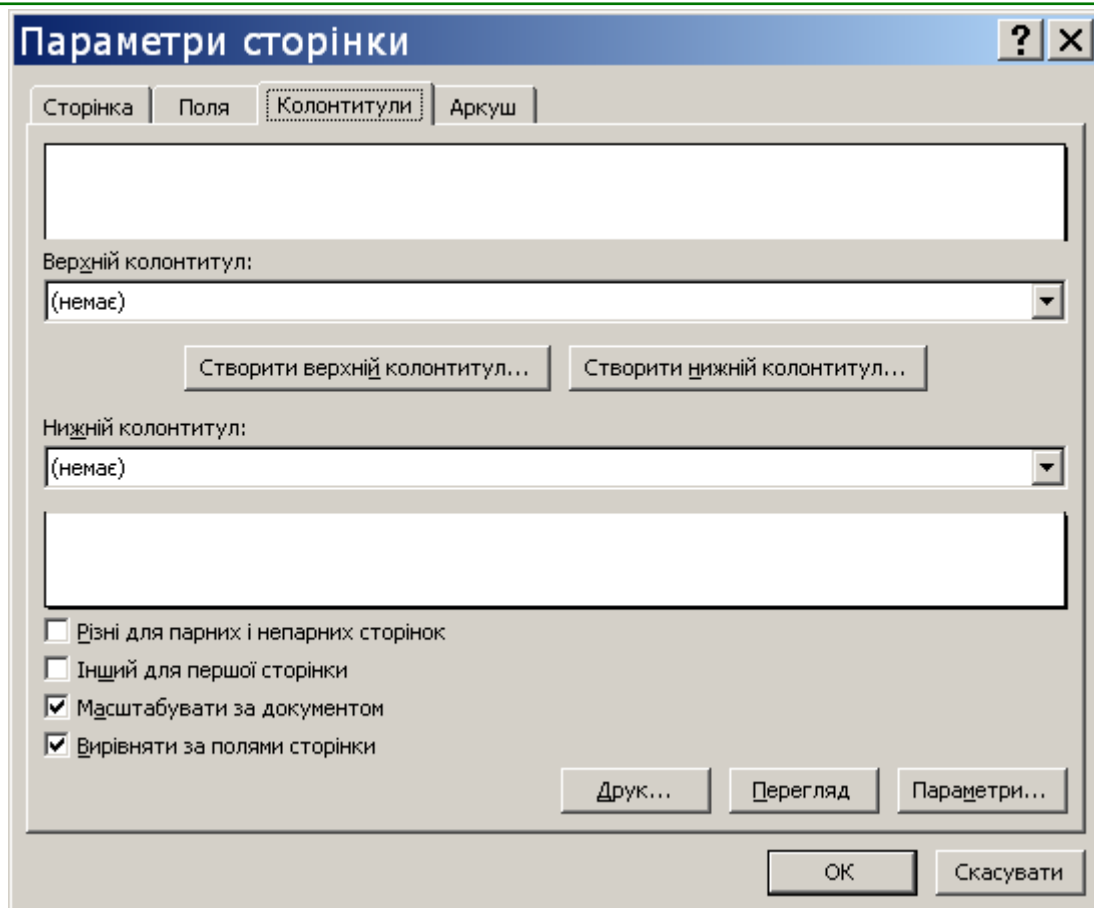 Параметри сторінки
Сторінка Поля Колонтитули Аркуш
Верхній колонтитул:
(немає)
Створити верхній колонтитул... Створити нижній колонтитул...
Нижній колонтитул:
(немає)
Різні для парних і непарних сторінок
Інший для першої сторінки
Масштабувати за документом
Вирівняти за полями сторінки
Друк... Перегляд Параметри...
ОК Скасувати